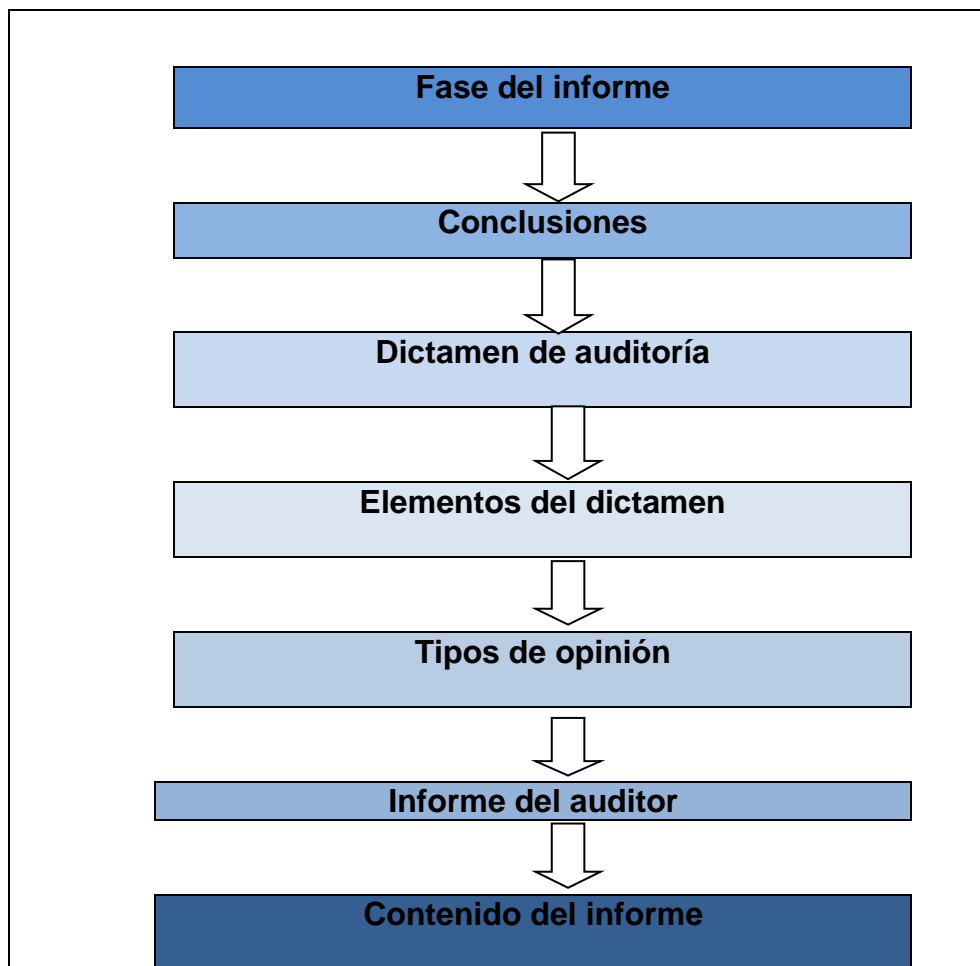 Fase del informe
Conclusiones
Dictamen de auditoría
Elementos del dictamen
Tipos de opinión
Informe del auditor
Contenido del informe